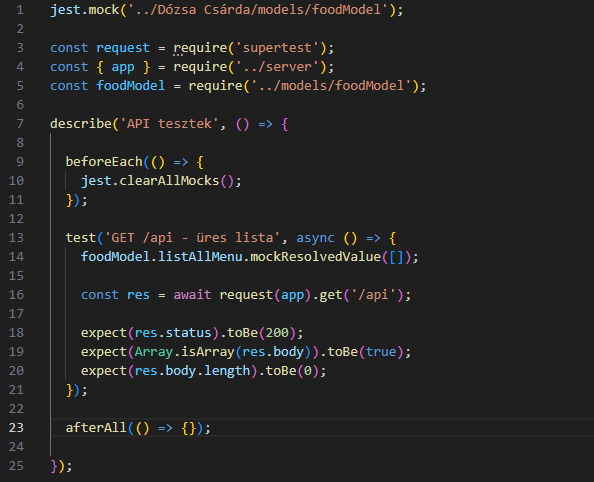 1 jest.mock('../Dózsa Csárda/models/foodModel');
2
3 const request = require('supertest');
4 const { app } = require('../server');
5 const foodModel = require('../models/foodModel');
6
7 describe('API tesztek', () => {
8
9   beforeEach(() => {
10     jest.clearAllMocks();
11   });
12
13   test('GET /api - üres lista', async () => {
14     foodModel.listAllMenu.mockResolvedValue([]);
15
16     const res = await request(app).get('/api');
17
18     expect(res.status).toBe(200);
19     expect(Array.isArray(res.body)).toBe(true);
20     expect(res.body.length).toBe(0);
21   });
22
23   afterAll(() => {});
24
25 });